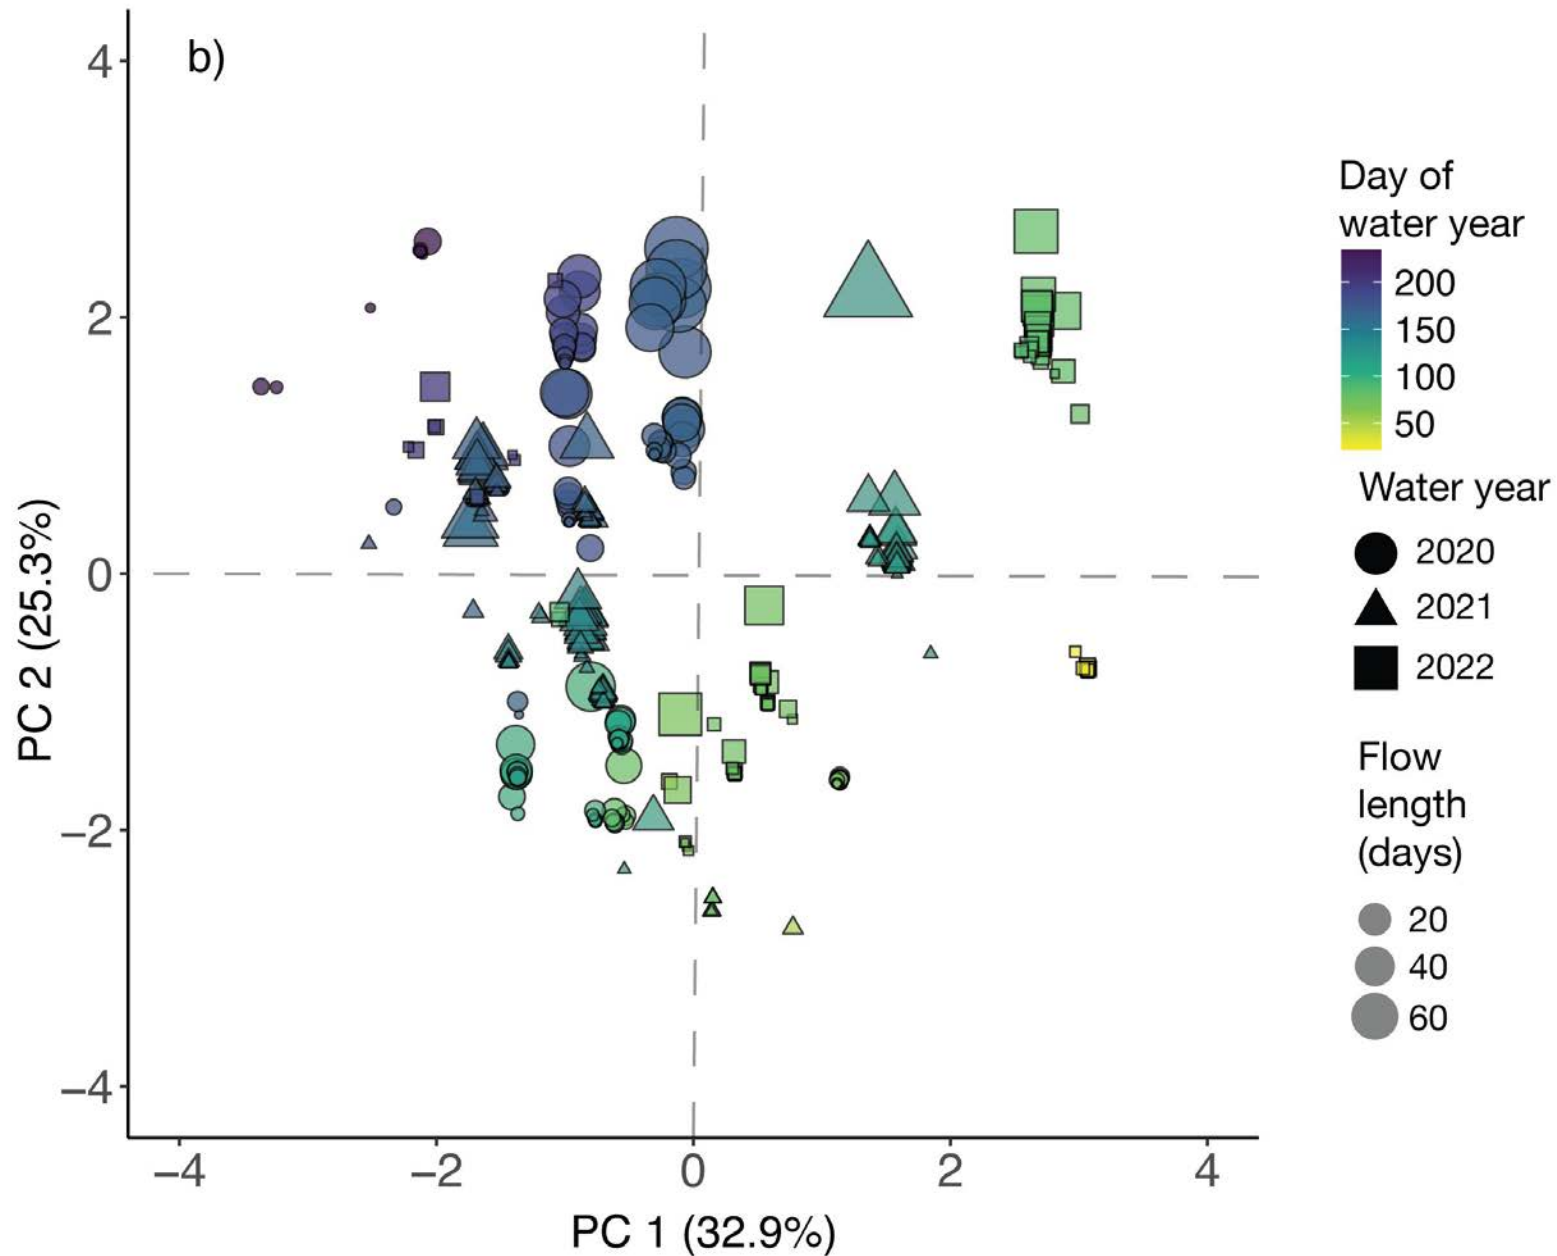 b)
4
2
0
−2
−4
PC 2 (25.3%)
−4
−2
0
2
4
PC 1 (32.9%)
Day of
water year
200
150
100
50
Water year
2020
2021
2022
Flow
length
(days)
20
40
60